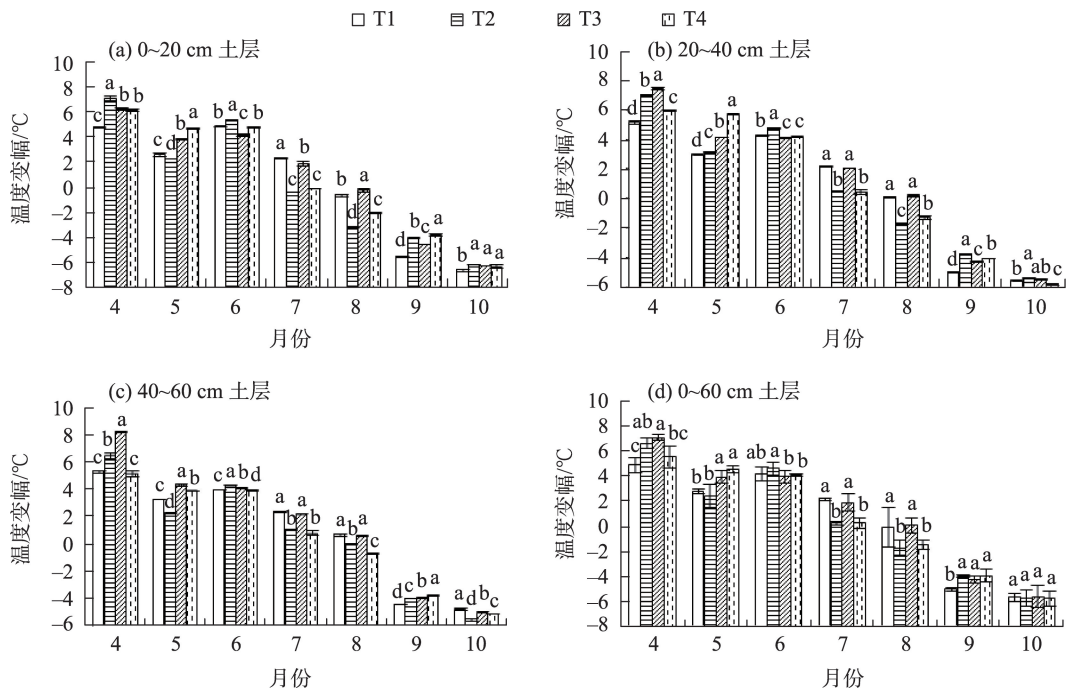 T1 T2 T3 T4
(a) 0~20 cm 土层
温度变幅/℃
10
8
6
4
2
0
−2
−4
−6
−8
c a b b
c d b a
b a c b
a c b c
b c a c
d b c a
b a a a
4 5 6 7 8 9 10
月份
(b) 20~40 cm 土层
温度变幅/℃
10
8
6
4
2
0
−2
−4
−6
d b a c
d c b a
b a c c
a b a b
a c a b
d a c b
b a ab c
4 5 6 7 8 9 10
月份
(c) 40~60 cm 土层
温度变幅/℃
10
8
6
4
2
0
−2
−4
−6
c b a c
c d a b
c a b d
a b a b
a b a c
d c b a
a d b c
4 5 6 7 8 9 10
月份
(d) 0~60 cm 土层
温度变幅/℃
10
8
6
4
2
0
−2
−4
−6
−8
c ab a bc
b b a a
ab a b b
a b a b
a b a b
b a a a
a a a a
4 5 6 7 8 9 10
月份